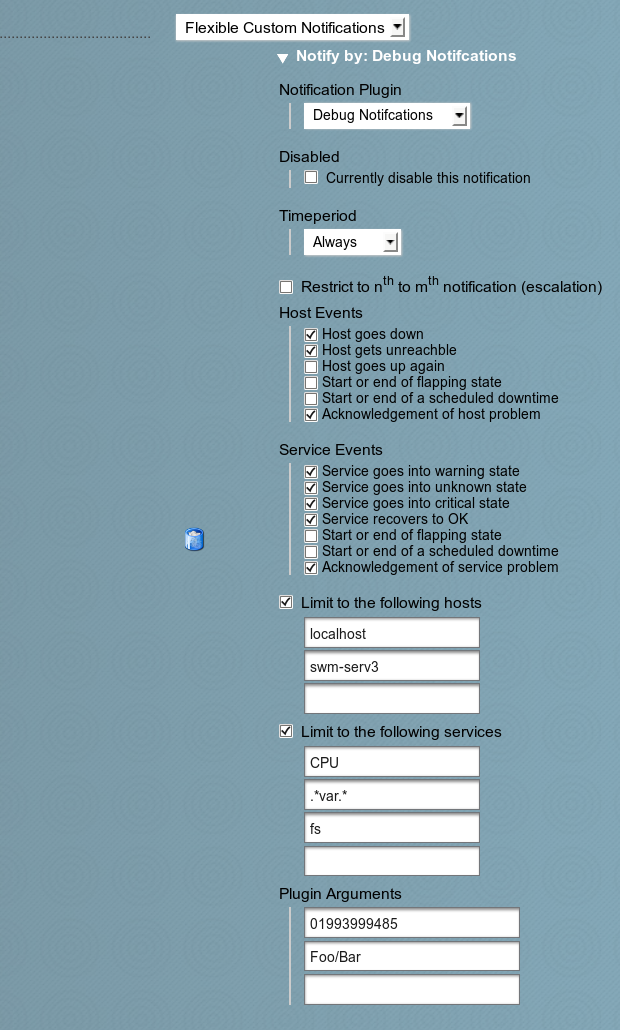 Flexible Custom Notifications
Notify by: Debug Notifcations
Notification Plugin
Debug Notifcations
Disabled
Currently disable this notification
Timeperiod
Always
Restrict to nth to mth notification (escalation)
Host Events
Host goes down
Host gets unreachble
Host goes up again
Start or end of flapping state
Start or end of a scheduled downtime
Acknowledgement of host problem
Service Events
Service goes into warning state
Service goes into unknown state
Service goes into critical state
Service recovers to OK
Start or end of flapping state
Start or end of a scheduled downtime
Acknowledgement of service problem
Limit to the following hosts
localhost
swm-serv3
Limit to the following services
CPU
.*var.*
fs
Plugin Arguments
01993999485
Foo/Bar